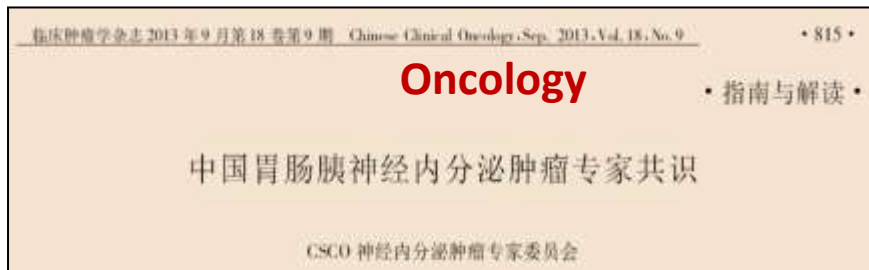 临床肿瘤学杂志 2013 年 9 月第 18 卷第 9 期 Chinese Clinical Oncology, Sep. 2013, Vol. 18, No. 9 · 815 ·
Oncology
· 指南与解读 ·
中国胃肠胰神经内分泌肿瘤专家共识
CSCO 神经内分泌肿瘤专家委员会